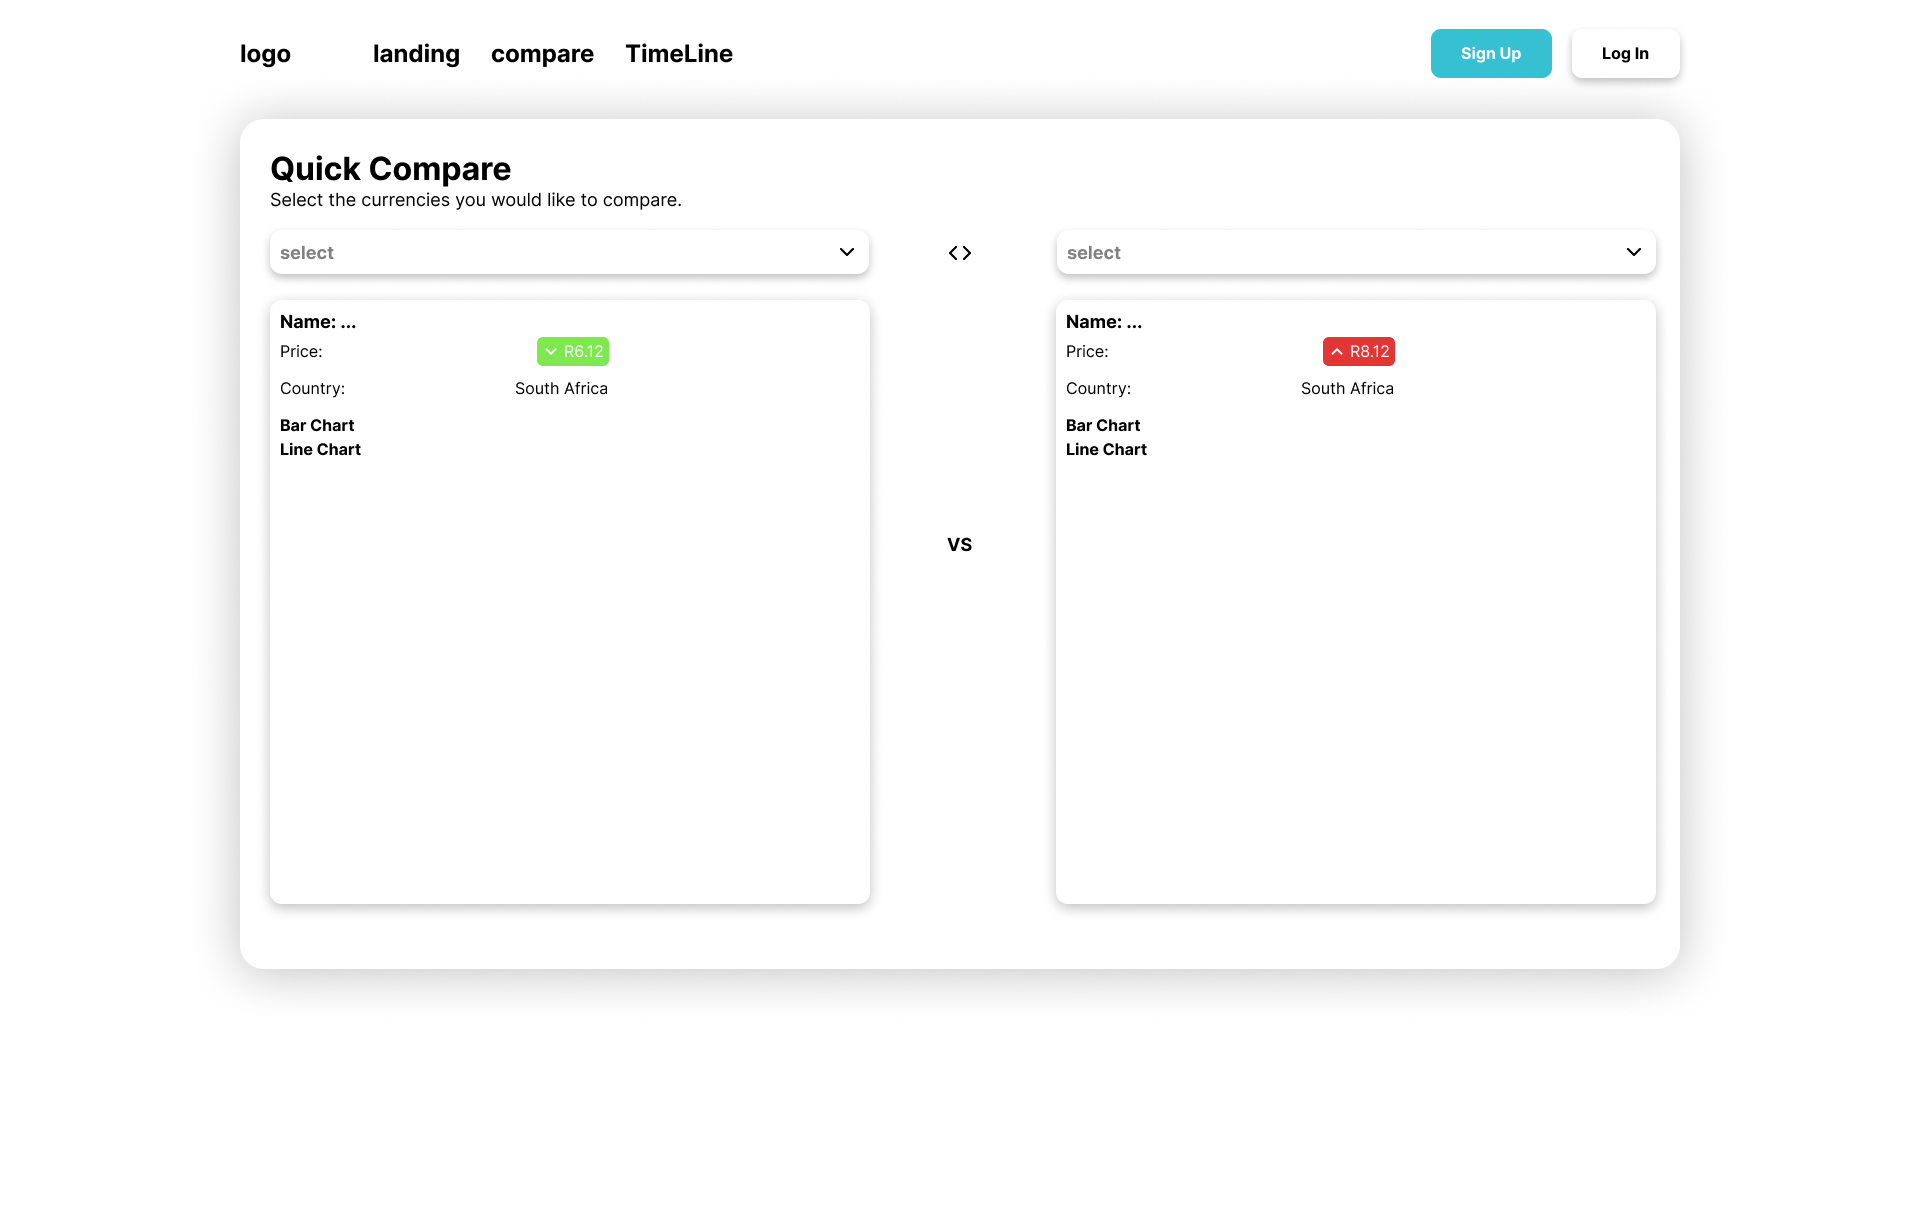 logo landing compare TimeLine Sign Up Log In
Quick Compare
Select the currencies you would like to compare.
select <> select
Name: ...
Price: R6.12
Country: South Africa
Bar Chart
Line Chart
VS
Name: ...
Price: R8.12
Country: South Africa
Bar Chart
Line Chart